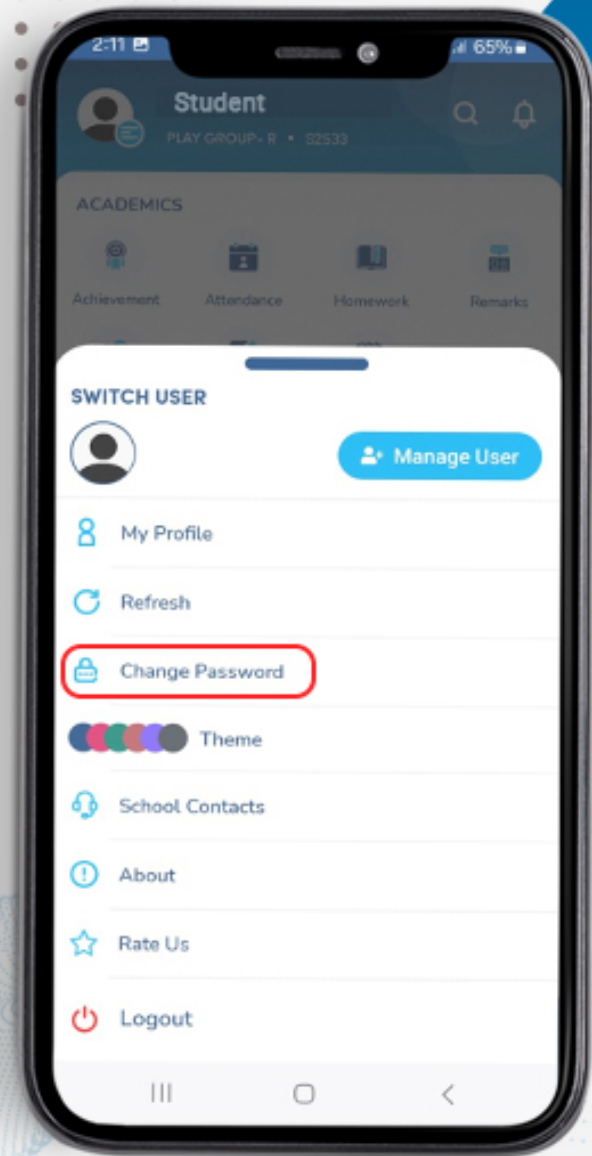 2:11 65%
Student
PLAY GROUP- R • S2533
ACADEMICS
Achievement Attendance Homework Remarks
SWITCH USER
Manage User
My Profile
Refresh
Change Password
Theme
School Contacts
About
Rate Us
Logout